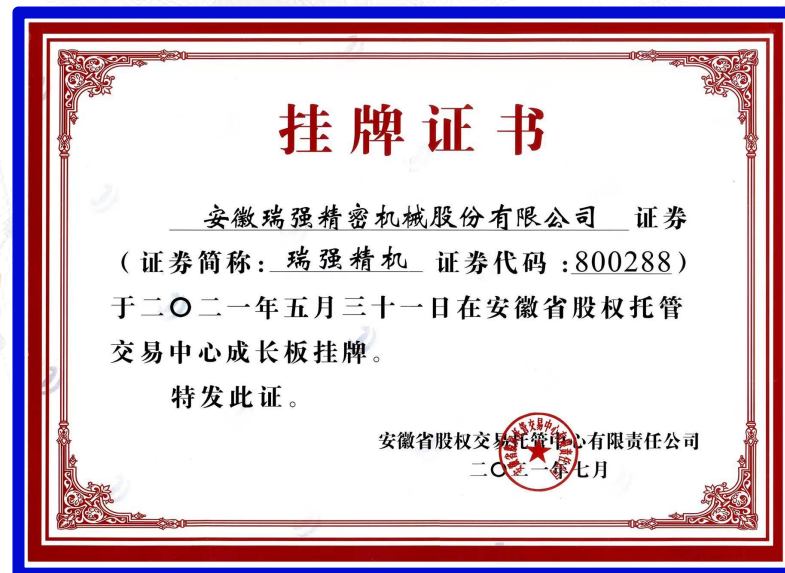 挂牌证书
安徽瑞强精密机械股份有限公司 证券
（证券简称：瑞强精机 证券代码：800288）
于二〇二一年五月三十一日在安徽省股权托管
交易中心成长板挂牌。
特发此证。
安徽省股权交易托管中心有限责任公司
二〇二一年七月